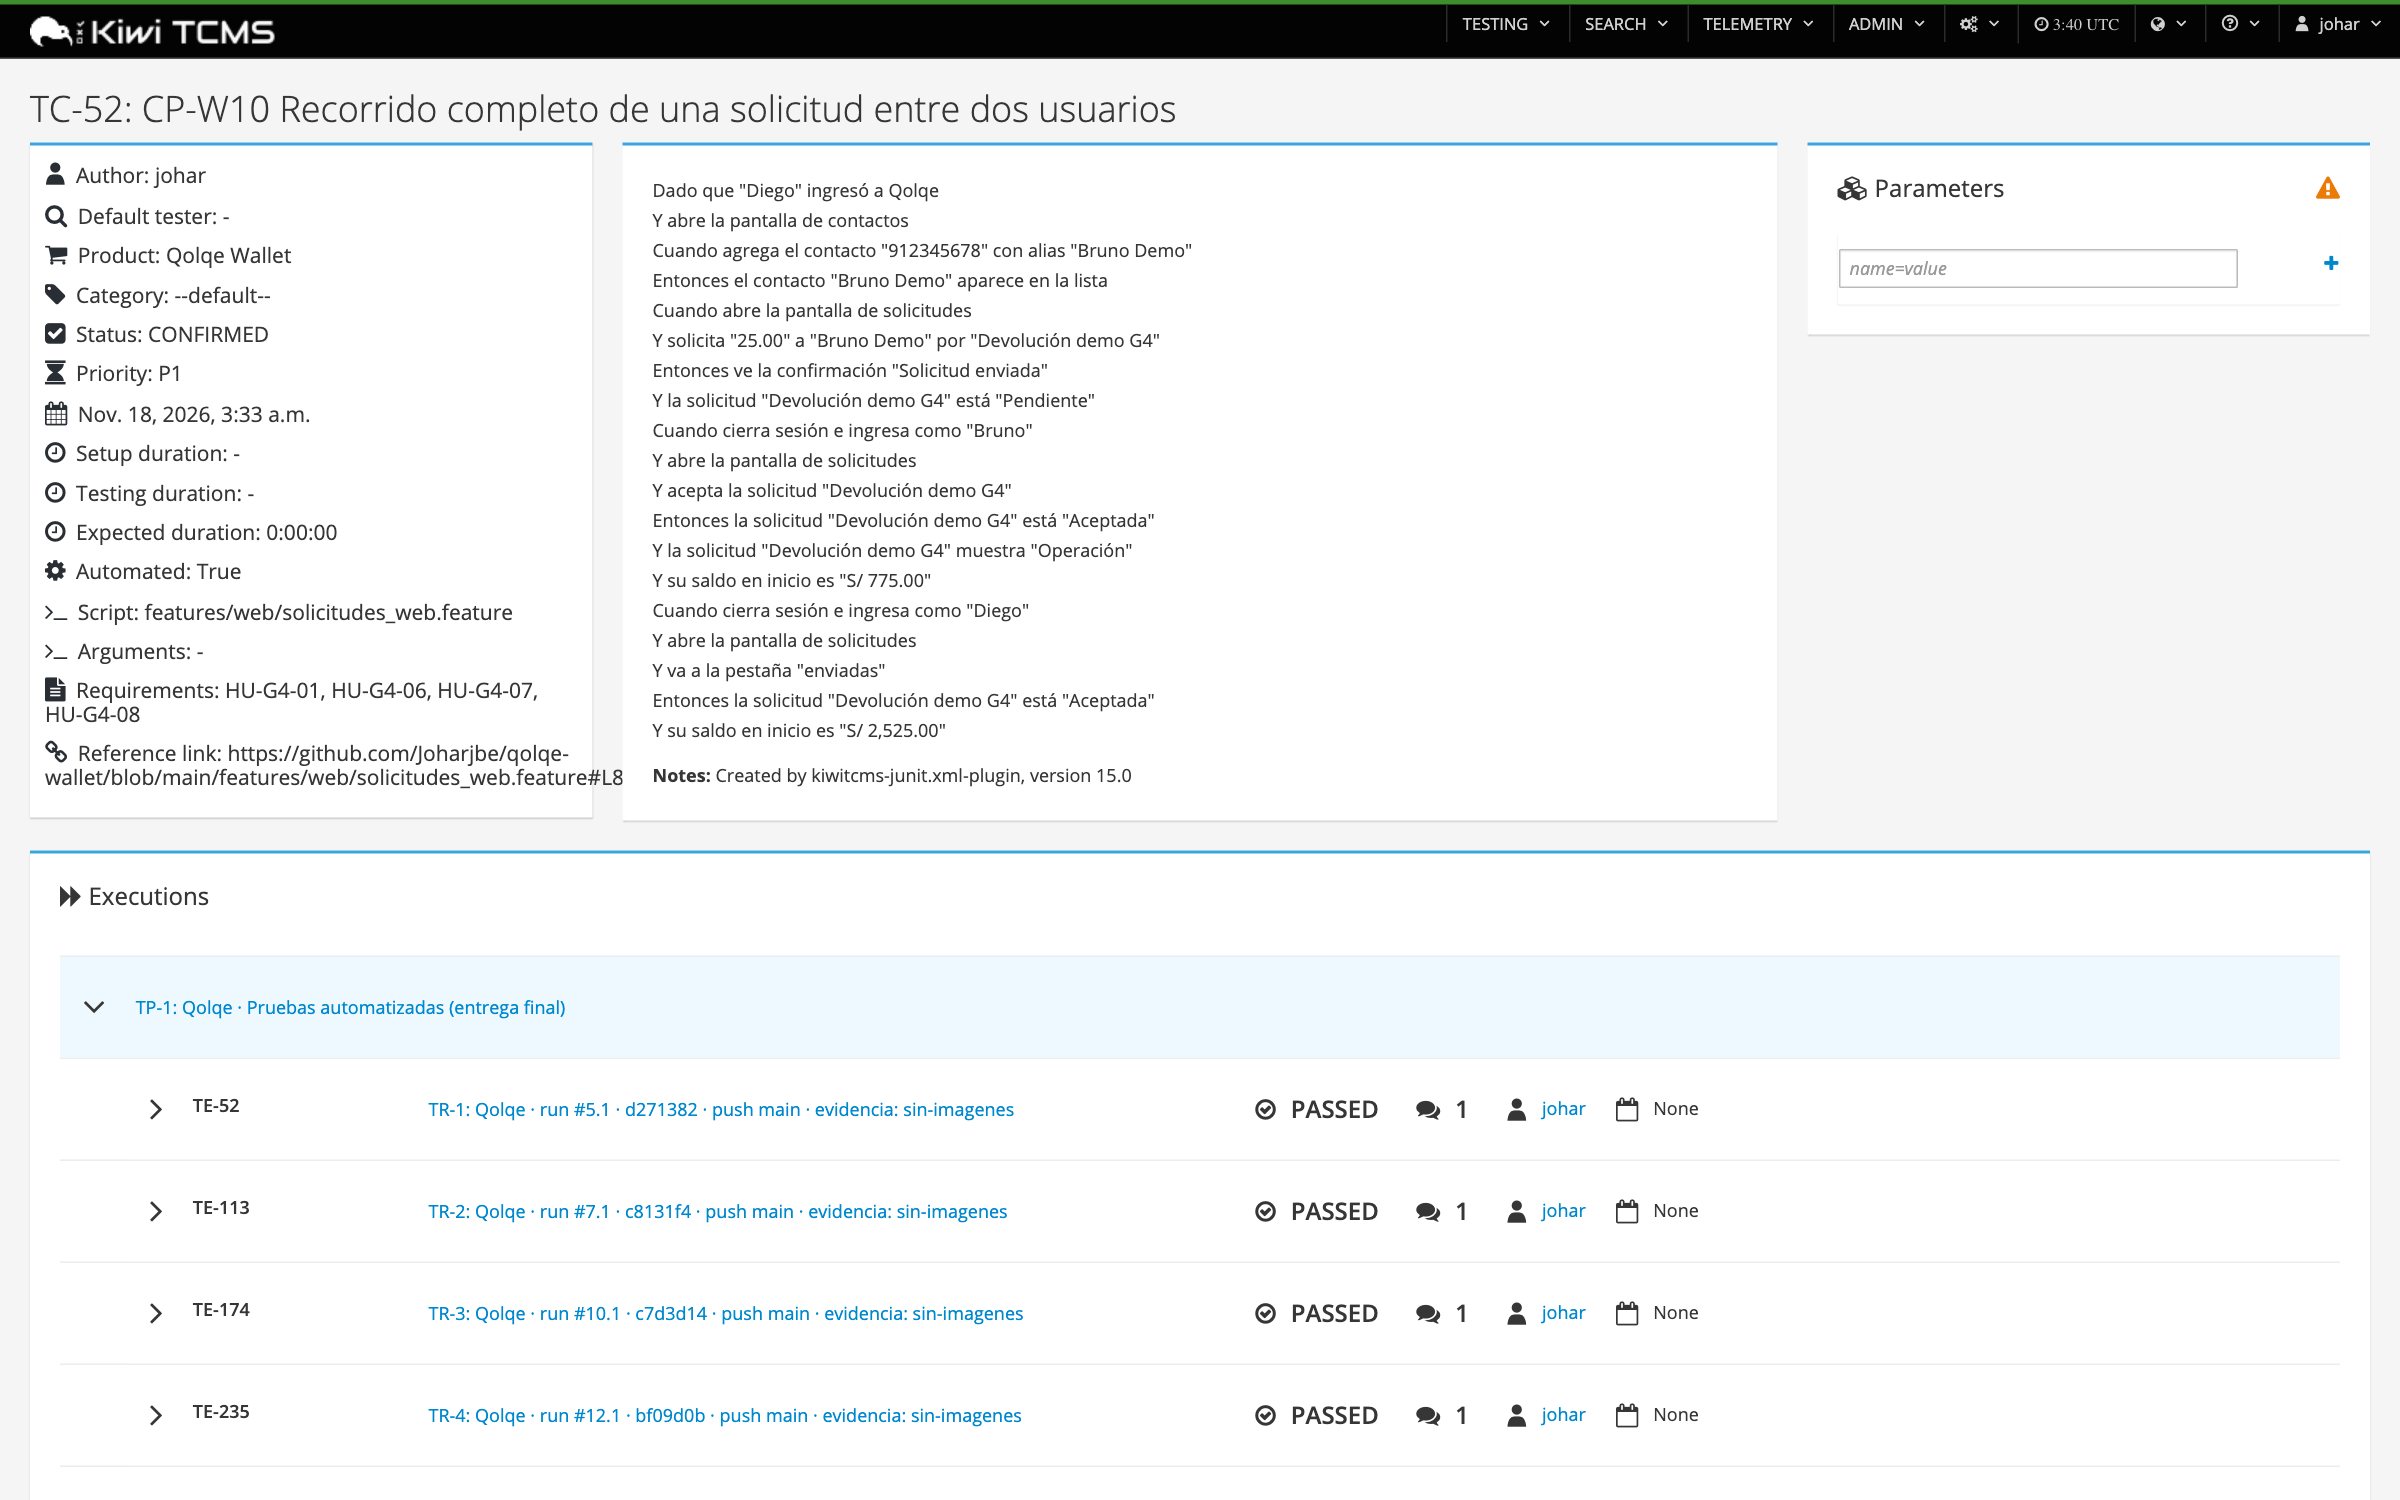 Kiwi TCMS
TESTING SEARCH TELEMETRY ADMIN 3:40 UTC johar
TC-52: CP-W10 Recorrido completo de una solicitud entre dos usuarios
Author: johar
Default tester: -
Product: Qolqe Wallet
Category: --default--
Status: CONFIRMED
Priority: P1
Nov. 18, 2026, 3:33 a.m.
Setup duration: -
Testing duration: -
Expected duration: 0:00:00
Automated: True
Script: features/web/solicitudes_web.feature
Arguments: -
Requirements: HU-G4-01, HU-G4-06, HU-G4-07,
HU-G4-08
Reference link: https://github.com/Joharjbe/qolqe-
wallet/blob/main/features/web/solicitudes_web.feature#L8
Dado que "Diego" ingresó a Qolqe
Y abre la pantalla de contactos
Cuando agrega el contacto "912345678" con alias "Bruno Demo"
Entonces el contacto "Bruno Demo" aparece en la lista
Cuando abre la pantalla de solicitudes
Y solicita "25.00" a "Bruno Demo" por "Devolución demo G4"
Entonces ve la confirmación "Solicitud enviada"
Y la solicitud "Devolución demo G4" está "Pendiente"
Cuando cierra sesión e ingresa como "Bruno"
Y abre la pantalla de solicitudes
Y acepta la solicitud "Devolución demo G4"
Entonces la solicitud "Devolución demo G4" está "Aceptada"
Y la solicitud "Devolución demo G4" muestra "Operación"
Y su saldo en inicio es "S/ 775.00"
Cuando cierra sesión e ingresa como "Diego"
Y abre la pantalla de solicitudes
Y va a la pestaña "enviadas"
Entonces la solicitud "Devolución demo G4" está "Aceptada"
Y su saldo en inicio es "S/ 2,525.00"
Notes: Created by kiwitcms-junit.xml-plugin, version 15.0
Parameters
name=value
Executions
TP-1: Qolqe · Pruebas automatizadas (entrega final)
TE-52 TR-1: Qolqe · run #5.1 · d271382 · push main · evidencia: sin-imagenes PASSED 1 johar None
TE-113 TR-2: Qolqe · run #7.1 · c8131f4 · push main · evidencia: sin-imagenes PASSED 1 johar None
TE-174 TR-3: Qolqe · run #10.1 · c7d3d14 · push main · evidencia: sin-imagenes PASSED 1 johar None
TE-235 TR-4: Qolqe · run #12.1 · bf09d0b · push main · evidencia: sin-imagenes PASSED 1 johar None